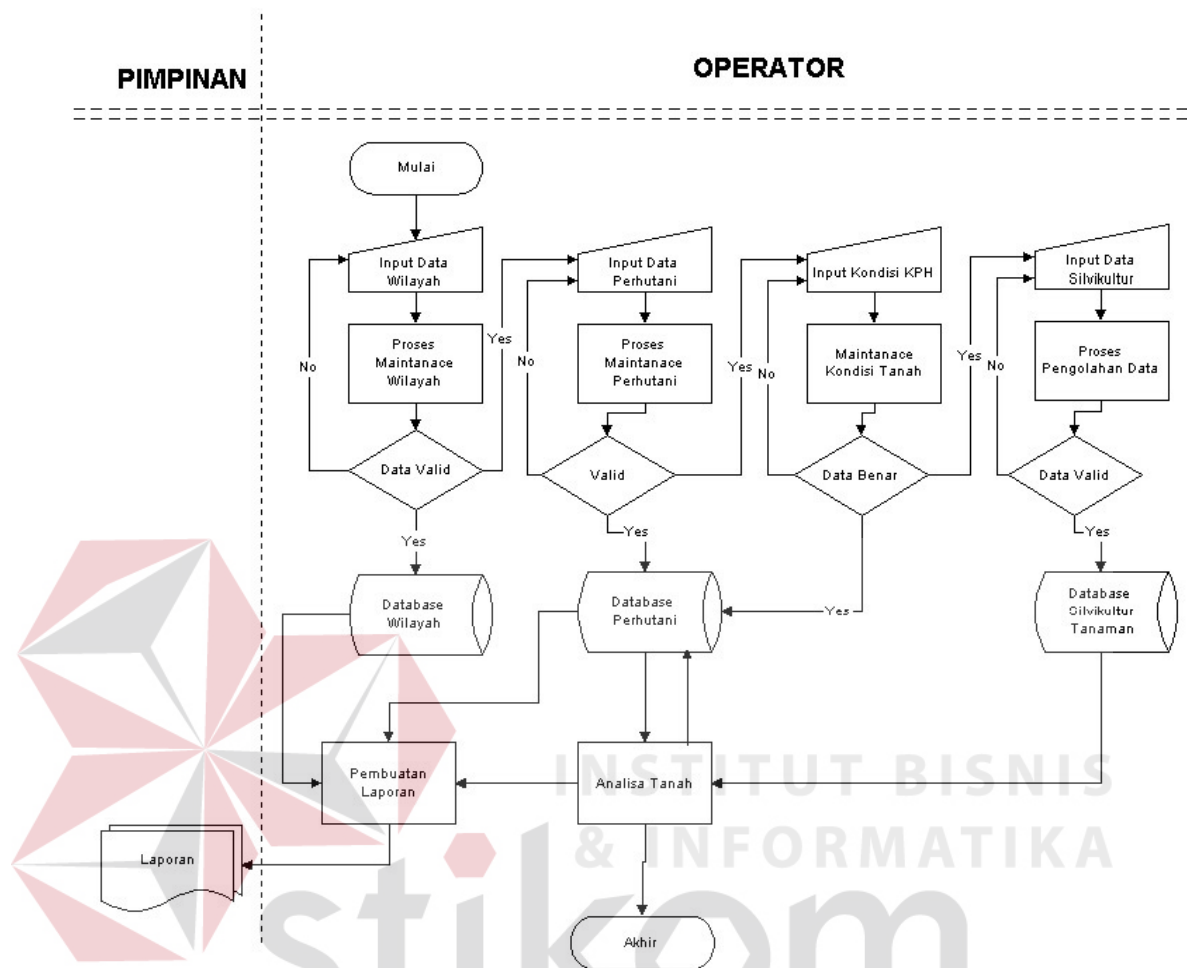 PIMPINAN
OPERATOR
Mulai
Input Data
Wilayah
Input Data
Perhutani
Input Kondisi KPH
Input Data
Silvikultur
Proses
Maintanace
Wilayah
Proses
Maintanace
Perhutani
Maintanace
Kondisi Tanah
Proses
Pengolahan Data
No
Yes
No
Yes
No
Yes
No
Data Valid
Valid
Data Benar
Data Valid
Yes
Yes
Yes
Yes
Database
Wilayah
Database
Perhutani
Database
Silvikultur
Tanaman
Pembuatan
Laporan
Analisa Tanah
Laporan
Akhir
INSTITUT BISNIS
& INFORMATIKA
stikom